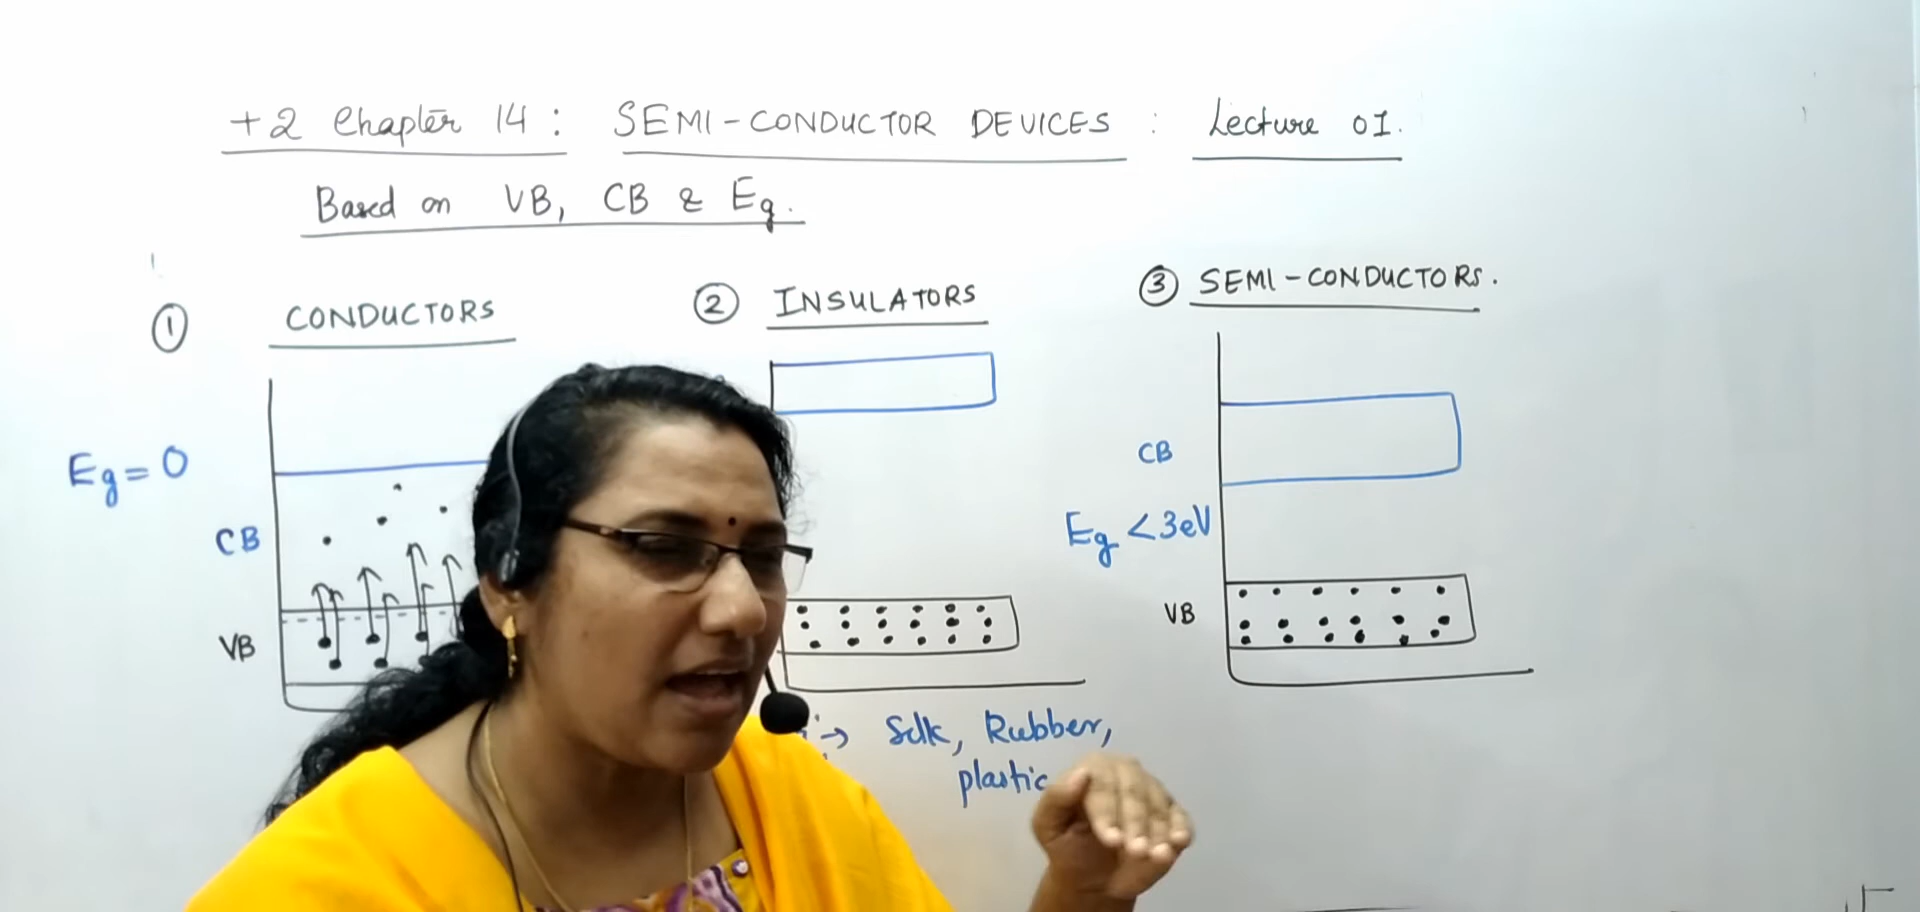 +2 Chapter 14 : SEMI-CONDUCTOR DEVICES : Lecture 01.
Based on VB, CB & Eg.
① CONDUCTORS
Eg = 0
CB
VB
② INSULATORS
→ Silk, Rubber,
plastic
③ SEMI-CONDUCTORS.
CB
Eg < 3eV
VB